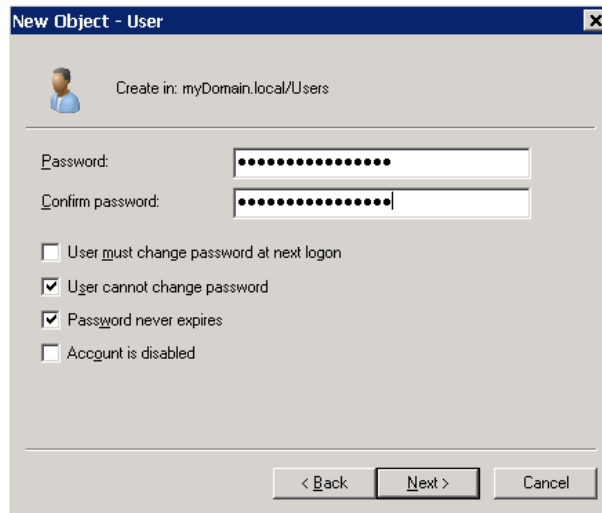 New Object - User
Create in: myDomain.local/Users
Password:
Confirm password:
User must change password at next logon
User cannot change password
Password never expires
Account is disabled
< Back Next > Cancel